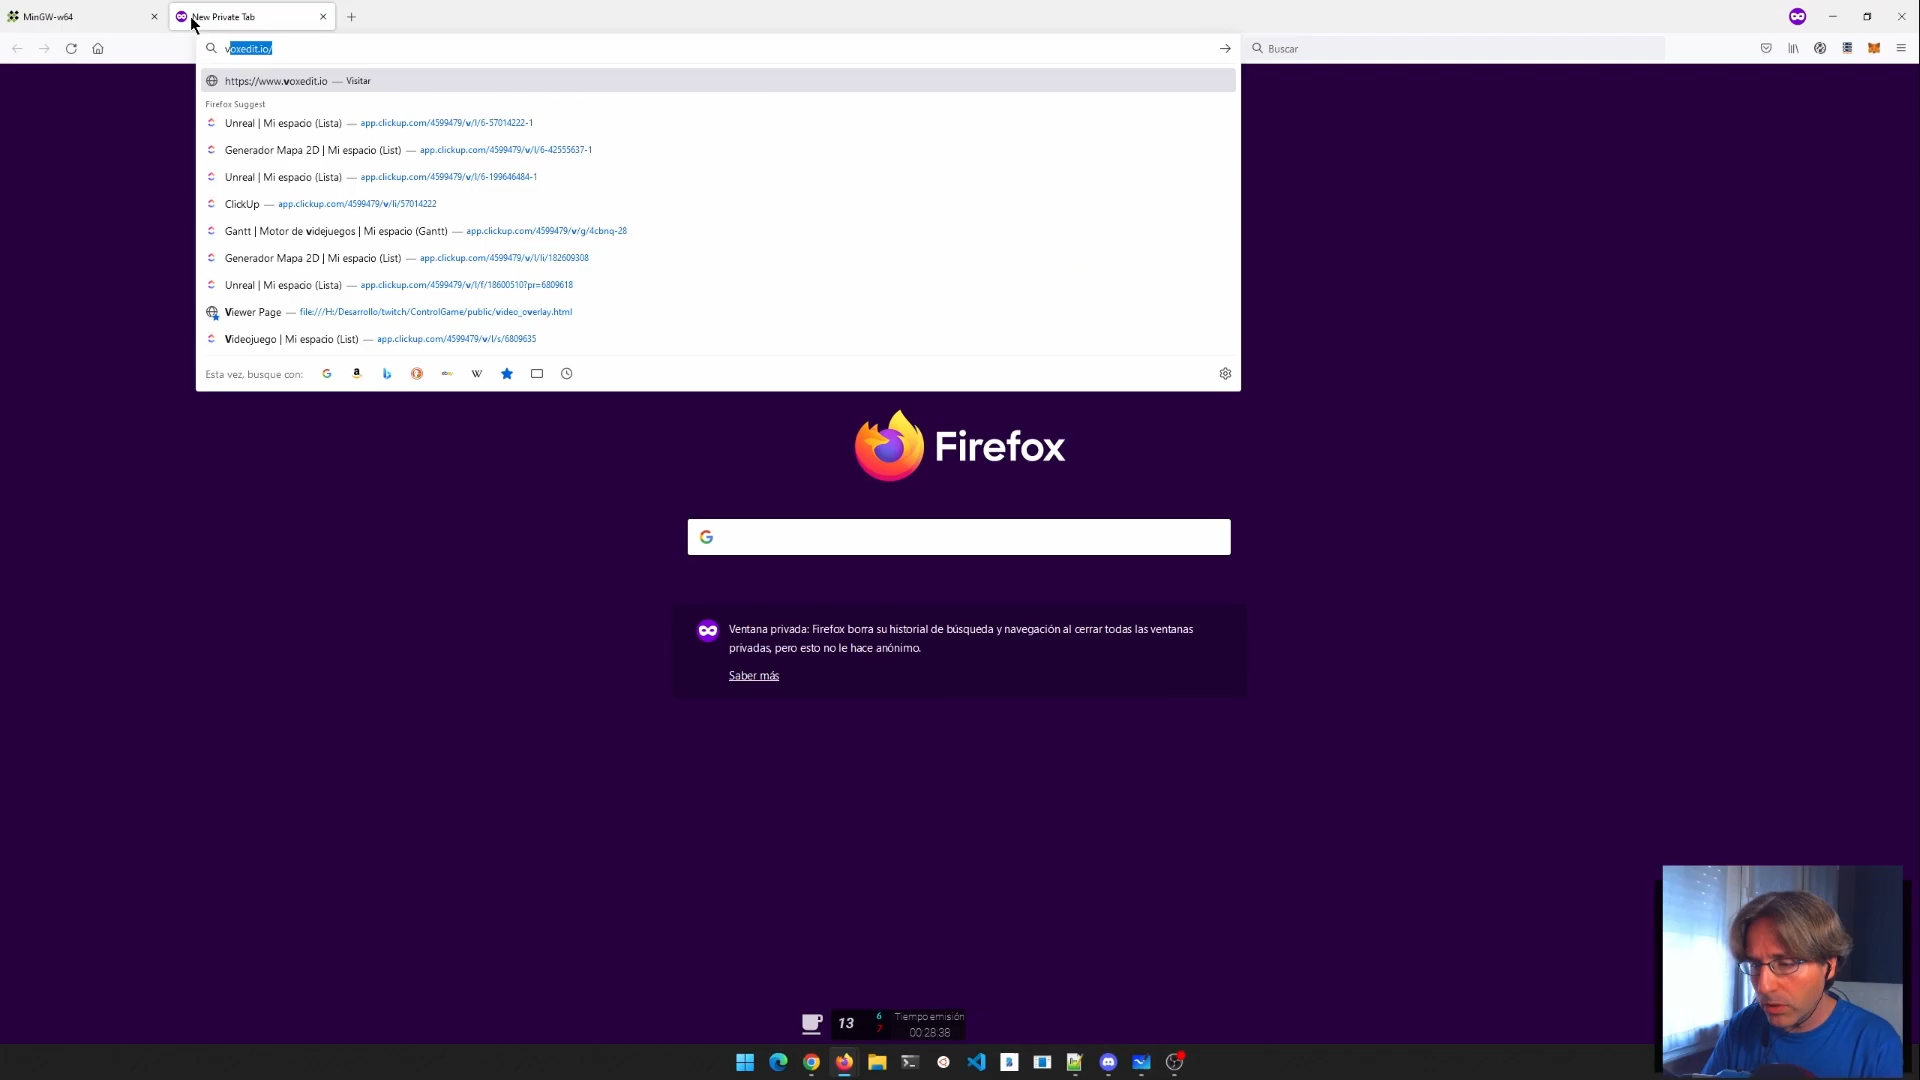 MinGW-w64
New Private Tab
voxedit.io/
Buscar
https://www.voxedit.io — Visitar
Firefox Suggest
Unreal | Mi espacio (Lista) — app.clickup.com/4599479/v/l/6-57014222-1
Generador Mapa 2D | Mi espacio (List) — app.clickup.com/4599479/v/l/6-42555637-1
Unreal | Mi espacio (Lista) — app.clickup.com/4599479/v/l/6-199646484-1
ClickUp — app.clickup.com/4599479/v/li/57014222
Gantt | Motor de videjuegos | Mi espacio (Gantt) — app.clickup.com/4599479/v/g/4cbnq-28
Generador Mapa 2D | Mi espacio (List) — app.clickup.com/4599479/v/l/li/182609308
Unreal | Mi espacio (Lista) — app.clickup.com/4599479/v/l/f/18600510?pr=6809618
Viewer Page — file:///H:/Desarrollo/twitch/ControlGame/public/video_overlay.html
Videojuego | Mi espacio (List) — app.clickup.com/4599479/v/l/s/6809635
Esta vez, busque con:
Firefox
Ventana privada: Firefox borra su historial de búsqueda y navegación al cerrar todas las ventanas
privadas, pero esto no le hace anónimo.
Saber más
13
6
7
Tiempo emisión
00:28:38